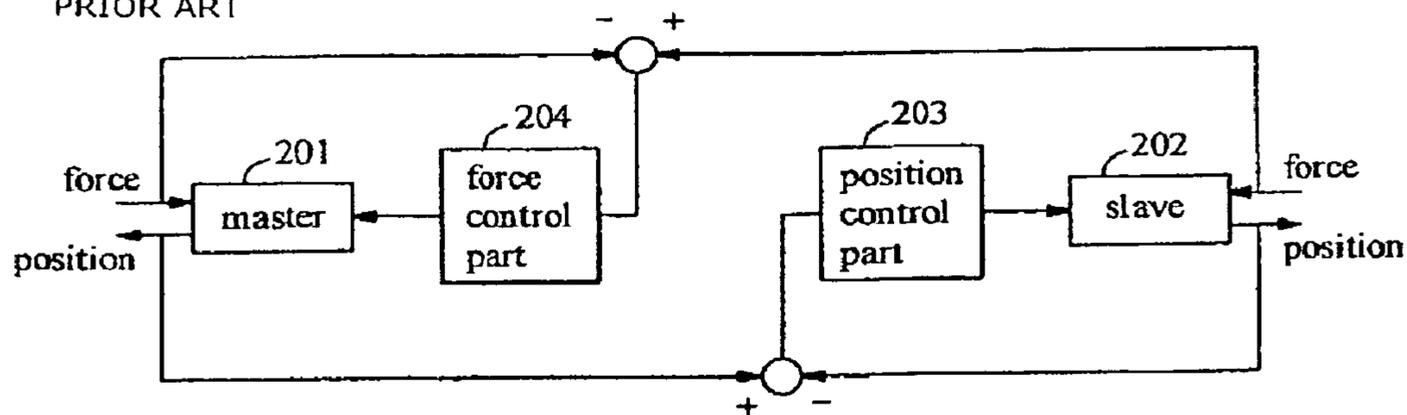 PRIOR ART
- +
204
203
201
202
force
force
control
part
position
control
part
force
master
slave
position
position
+ -